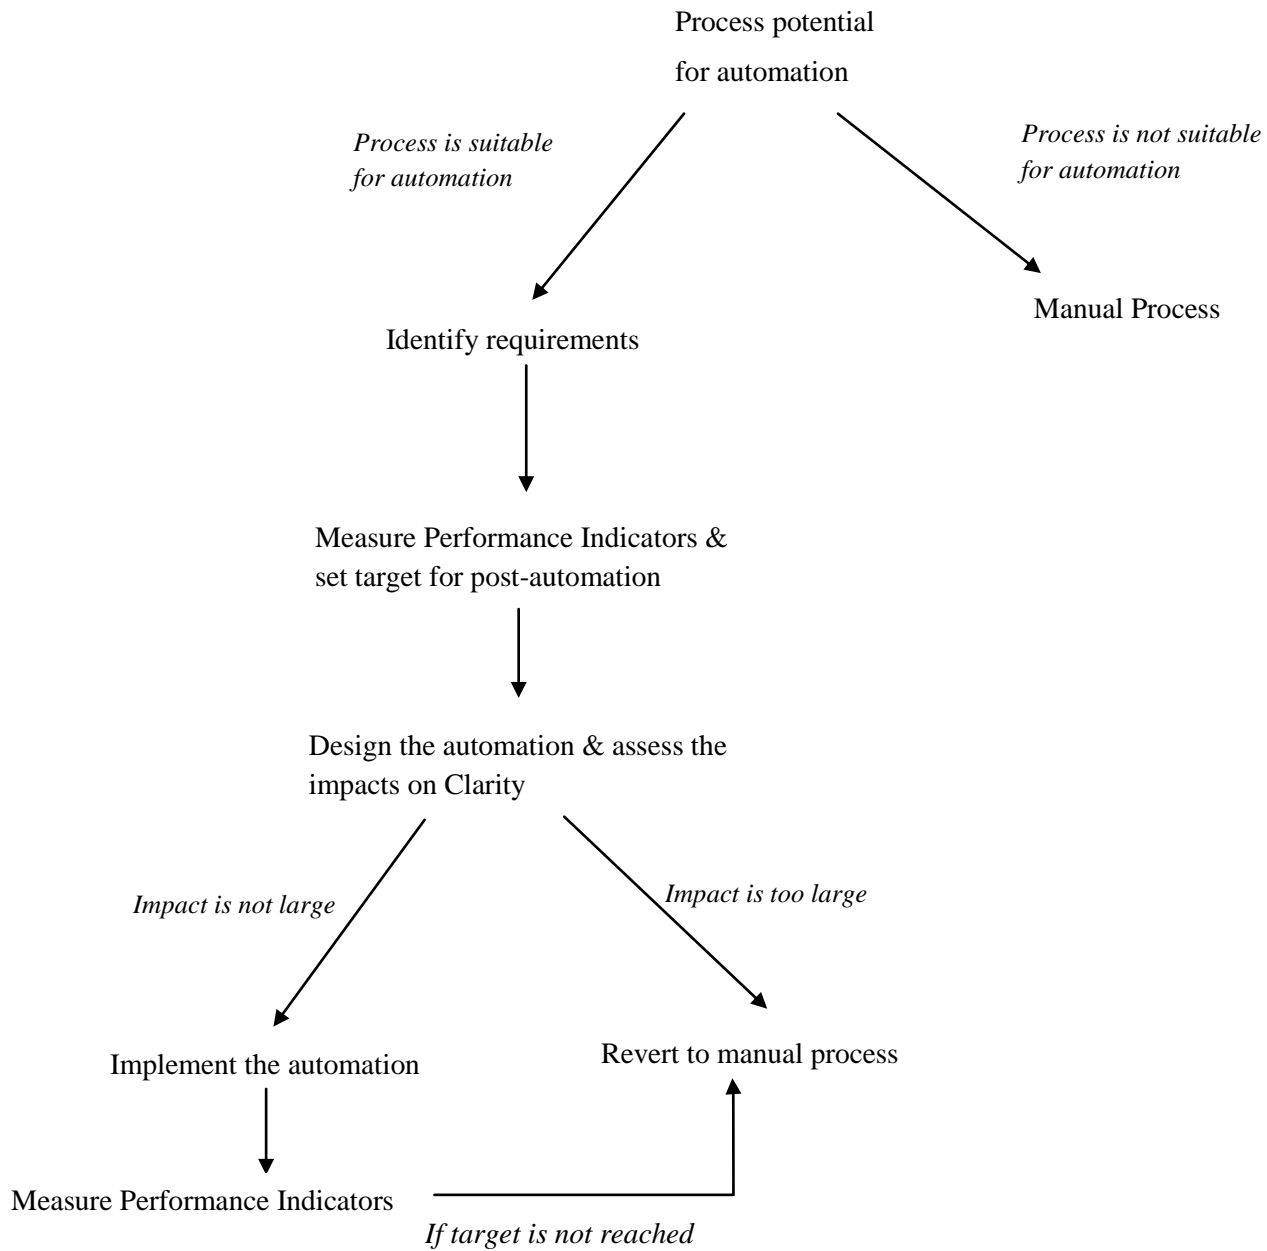 Process potential
for automation
Process is suitable
for automation
Process is not suitable
for automation
Manual Process
Identify requirements
Measure Performance Indicators &
set target for post-automation
Design the automation & assess the
impacts on Clarity
Impact is not large
Impact is too large
Implement the automation
Revert to manual process
Measure Performance Indicators
If target is not reached